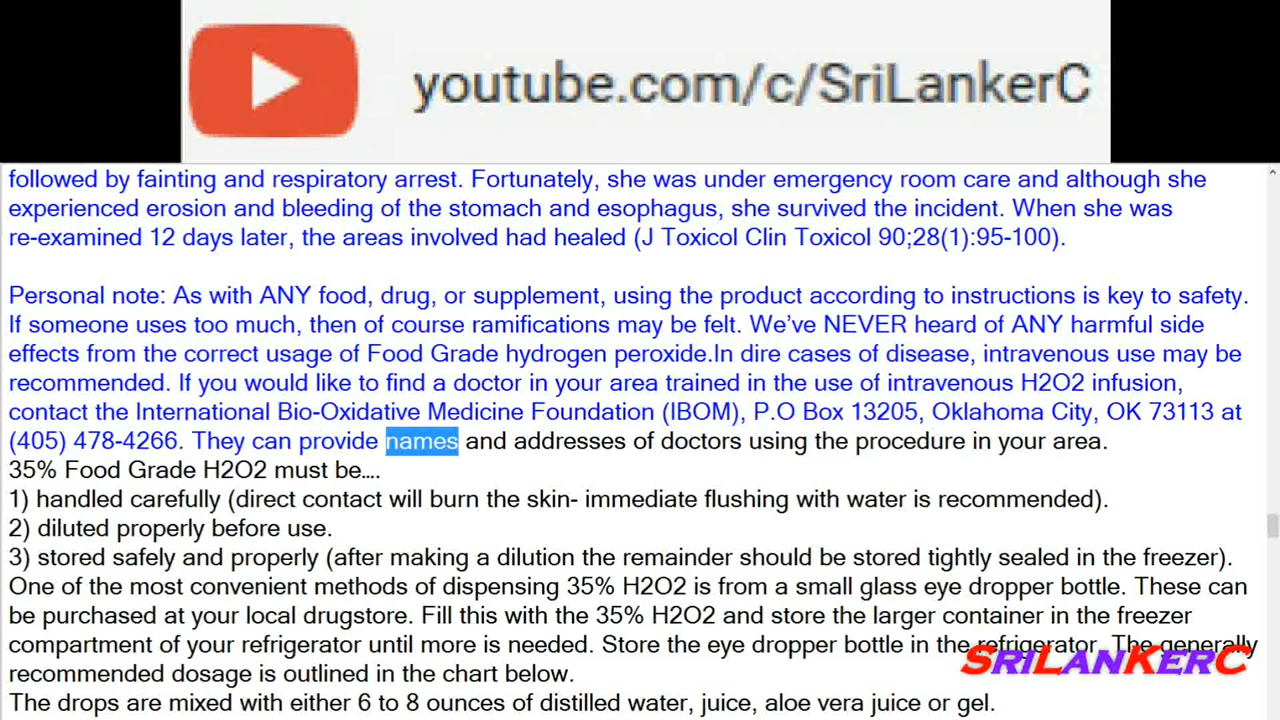 youtube.com/c/SriLankerC
followed by fainting and respiratory arrest. Fortunately, she was under emergency room care and although she
experienced erosion and bleeding of the stomach and esophagus, she survived the incident. When she was
re-examined 12 days later, the areas involved had healed (J Toxicol Clin Toxicol 90;28(1):95-100).
Personal note: As with ANY food, drug, or supplement, using the product according to instructions is key to safety.
If someone uses too much, then of course ramifications may be felt. We’ve NEVER heard of ANY harmful side
effects from the correct usage of Food Grade hydrogen peroxide.In dire cases of disease, intravenous use may be
recommended. If you would like to find a doctor in your area trained in the use of intravenous H2O2 infusion,
contact the International Bio-Oxidative Medicine Foundation (IBOM), P.O Box 13205, Oklahoma City, OK 73113 at
(405) 478-4266. They can provide names and addresses of doctors using the procedure in your area.
35% Food Grade H2O2 must be….
1) handled carefully (direct contact will burn the skin- immediate flushing with water is recommended).
2) diluted properly before use.
3) stored safely and properly (after making a dilution the remainder should be stored tightly sealed in the freezer).
One of the most convenient methods of dispensing 35% H2O2 is from a small glass eye dropper bottle. These can
be purchased at your local drugstore. Fill this with the 35% H2O2 and store the larger container in the freezer
compartment of your refrigerator until more is needed. Store the eye dropper bottle in the refrigerator. The generally
recommended dosage is outlined in the chart below.
SRILANKERC
The drops are mixed with either 6 to 8 ounces of distilled water, juice, aloe vera juice or gel.